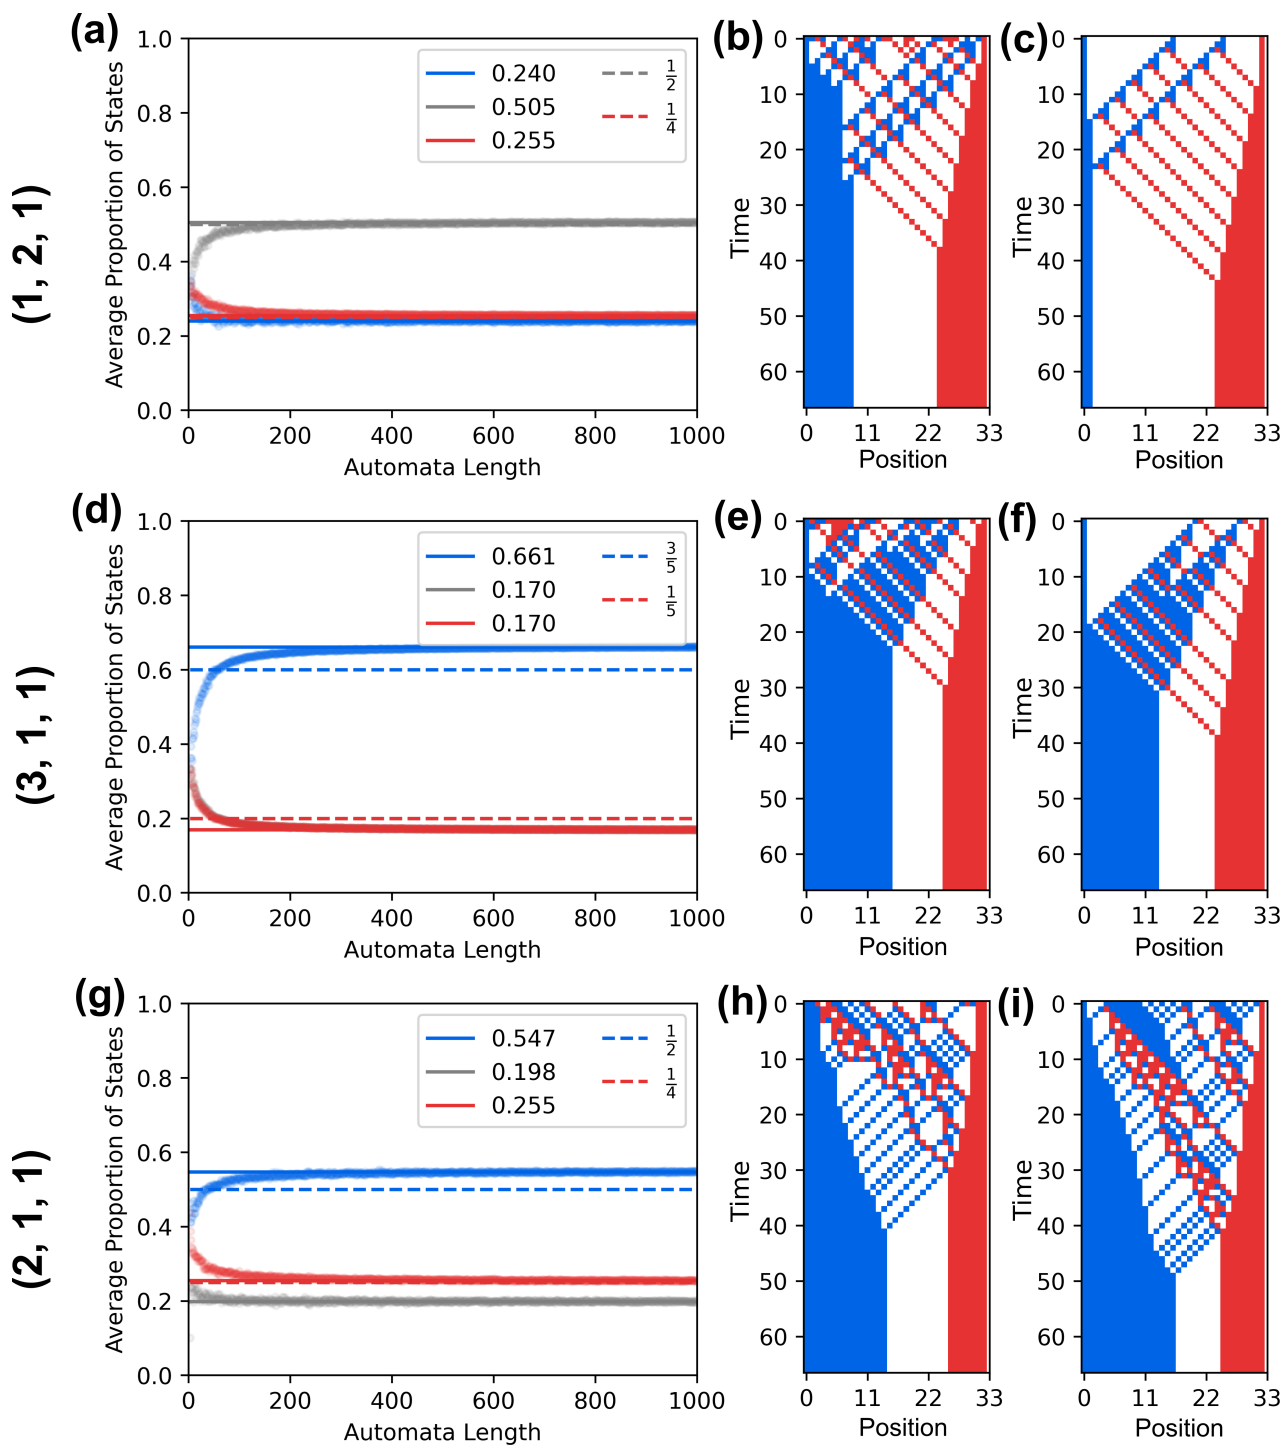 (1, 2, 1)
(a)
Average Proportion of States
1.0
0.8
0.6
0.4
0.2
0.0
0.240
0.505
0.255
1/2
1/4
0 200 400 600 800 1000
Automata Length
(b)
Time
0
10
20
30
40
50
60
0 11 22 33
Position
(c)
Time
0
10
20
30
40
50
60
0 11 22 33
Position
(3, 1, 1)
(d)
Average Proportion of States
1.0
0.8
0.6
0.4
0.2
0.0
0.661
0.170
0.170
3/5
1/5
0 200 400 600 800 1000
Automata Length
(e)
Time
0
10
20
30
40
50
60
0 11 22 33
Position
(f)
Time
0
10
20
30
40
50
60
0 11 22 33
Position
(2, 1, 1)
(g)
Average Proportion of States
1.0
0.8
0.6
0.4
0.2
0.0
0.547
0.198
0.255
1/2
1/4
0 200 400 600 800 1000
Automata Length
(h)
Time
0
10
20
30
40
50
60
0 11 22 33
Position
(i)
Time
0
10
20
30
40
50
60
0 11 22 33
Position